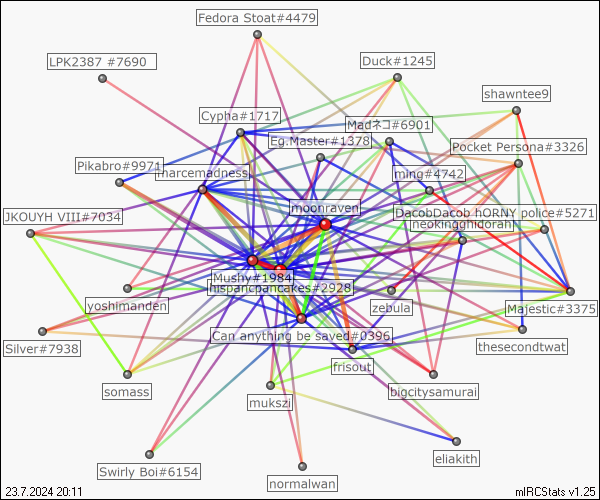 Fedora Stoat#4479
LPK2387 #7690
Duck#1245
shawntee9
Cypha#1717
Madネコ#6901
Eg.Master#1378
Pocket Persona#3326
Pikabro#9971
marcemadness
ming#4742
moonraven
JKOUYH VIII#7034
DacobDacob hORNY police#5271
neokingghidorah
Mushy#1984
hispanicpancakes#2928
yoshimanden
zebula
Majestic#3375
Can anything be saved#0396
Silver#7938
thesecondtwat
frisout
somass
bigcitysamurai
mukszi
eliakith
Swirly Boi#6154
normalwan
23.7.2024 20:11
mIRCStats v1.25